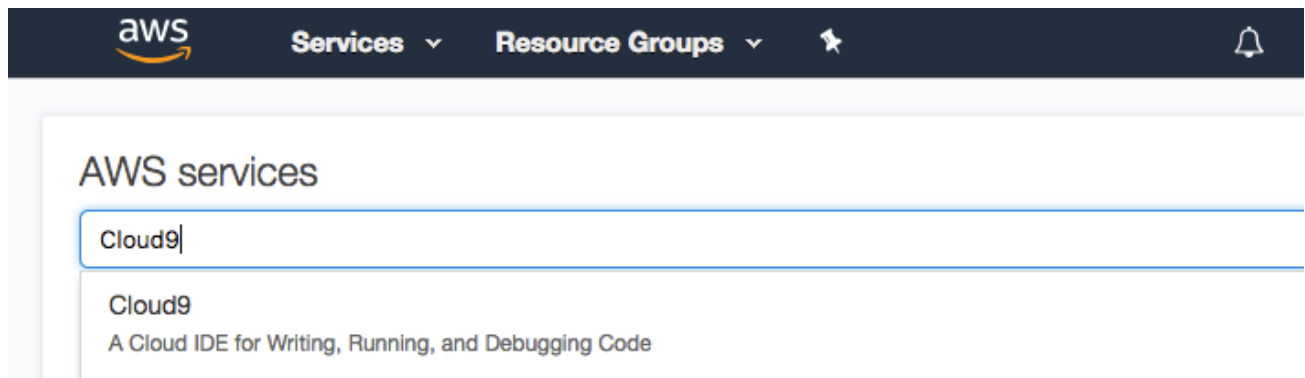 aws Services Resource Groups
AWS services
Cloud9
Cloud9
A Cloud IDE for Writing, Running, and Debugging Code